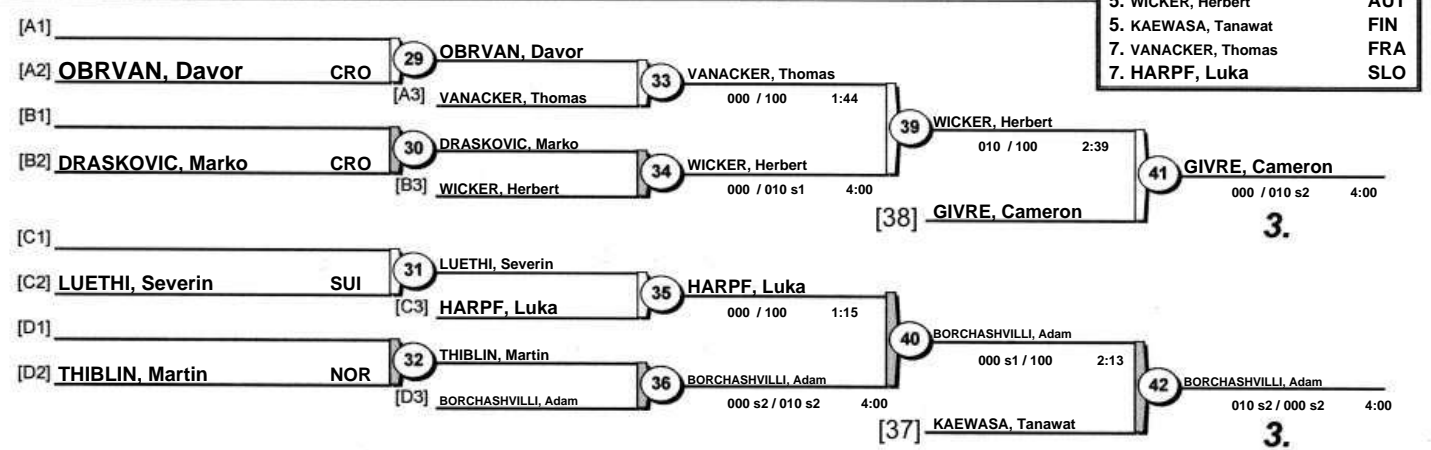 5. WICKER, Herbert AUT
5. KAEWASA, Tanawat FIN
7. VANACKER, Thomas FRA
7. HARPF, Luka SLO
[A1]
[A2] OBRVAN, Davor CRO
29 OBRVAN, Davor
[A3] VANACKER, Thomas
33 VANACKER, Thomas
000 / 100 1:44
[B1]
[B2] DRASKOVIC, Marko CRO
30 DRASKOVIC, Marko
[B3] WICKER, Herbert
34 WICKER, Herbert
000 / 010 s1 4:00
39 WICKER, Herbert
010 / 100 2:39
[38] GIVRE, Cameron
41 GIVRE, Cameron
000 / 010 s2 4:00
3.
[C1]
[C2] LUETHI, Severin SUI
31 LUETHI, Severin
[C3] HARPF, Luka
35 HARPF, Luka
000 / 100 1:15
[D1]
[D2] THIBLIN, Martin NOR
32 THIBLIN, Martin
[D3] BORCHASHVILLI, Adam
36 BORCHASHVILLI, Adam
000 s2 / 010 s2 4:00
40 BORCHASHVILLI, Adam
000 s1 / 100 2:13
[37] KAEWASA, Tanawat
42 BORCHASHVILLI, Adam
010 s2 / 000 s2 4:00
3.